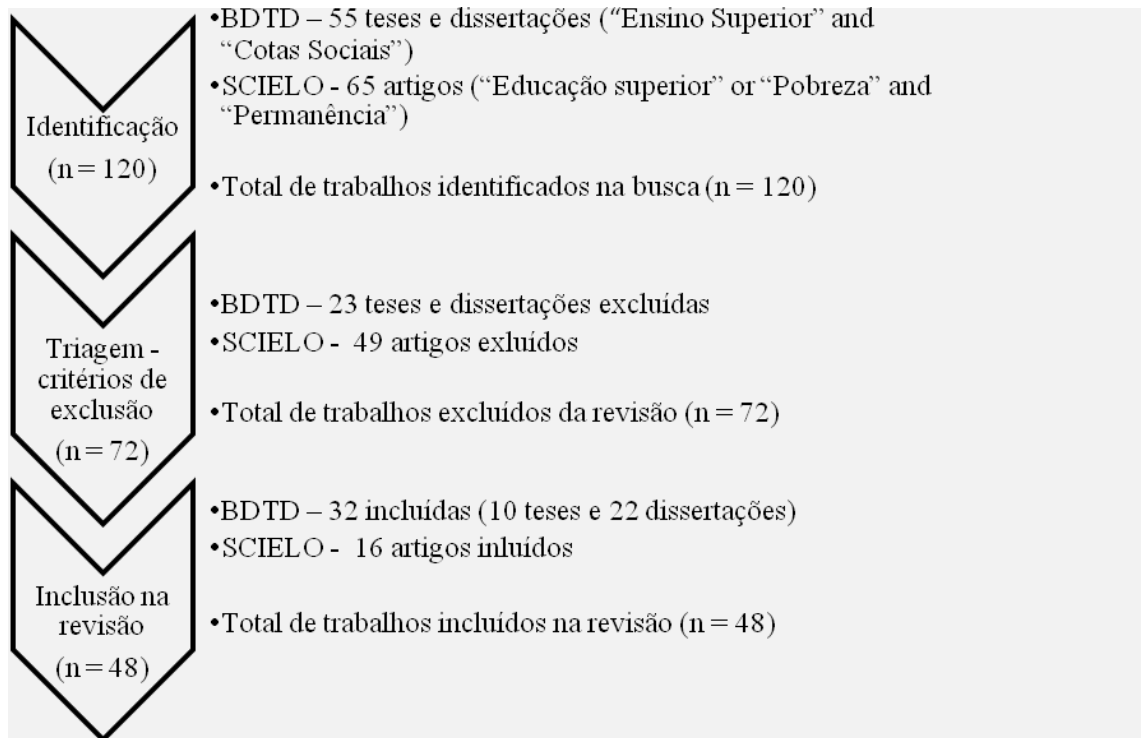 •BDTD – 55 teses e dissertações (“Ensino Superior” and
“Cotas Sociais”)
•SCIELO - 65 artigos (“Educação superior” or “Pobreza” and
“Permanência”)
Identificação
(n = 120)
•Total de trabalhos identificados na busca (n = 120)
•BDTD – 23 teses e dissertações excluídas
•SCIELO - 49 artigos exluídos
Triagem -
critérios de
exclusão
(n = 72)
•Total de trabalhos excluídos da revisão (n = 72)
•BDTD – 32 incluídas (10 teses e 22 dissertações)
•SCIELO - 16 artigos inluídos
Inclusão na
revisão
(n = 48)
•Total de trabalhos incluídos na revisão (n = 48)